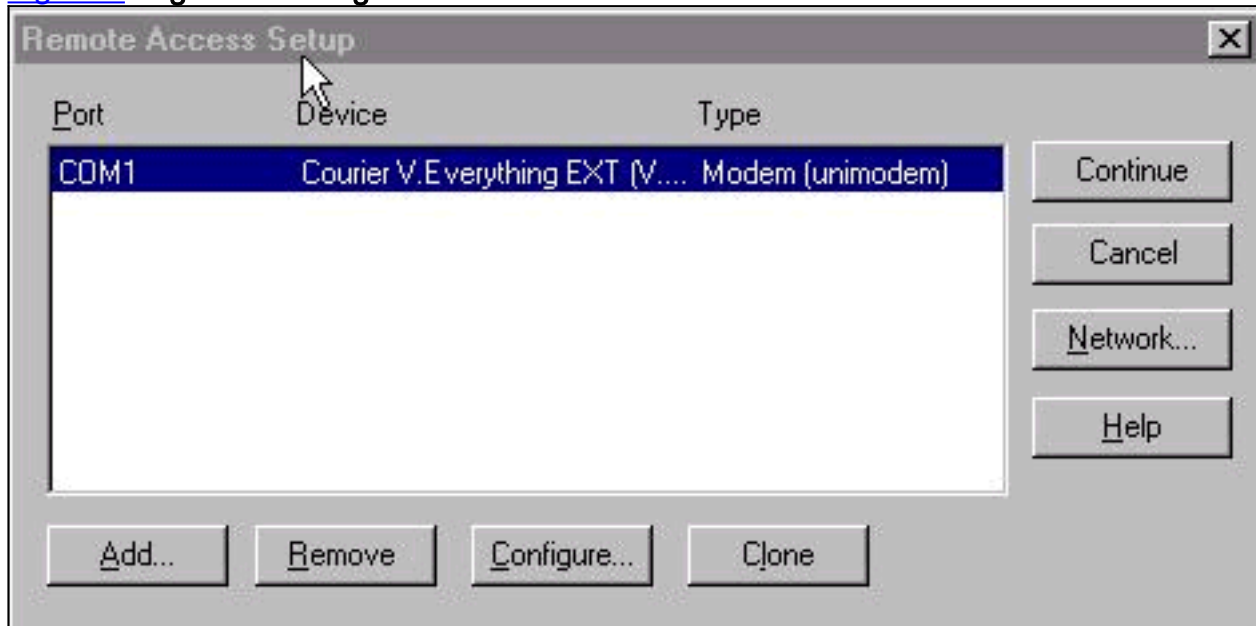 Remote Access Setup
Port Device Type
COM1 Courier V.Everything EXT (V.... Modem (unimodem)
Continue
Cancel
Network...
Help
Add... Remove Configure... Clone